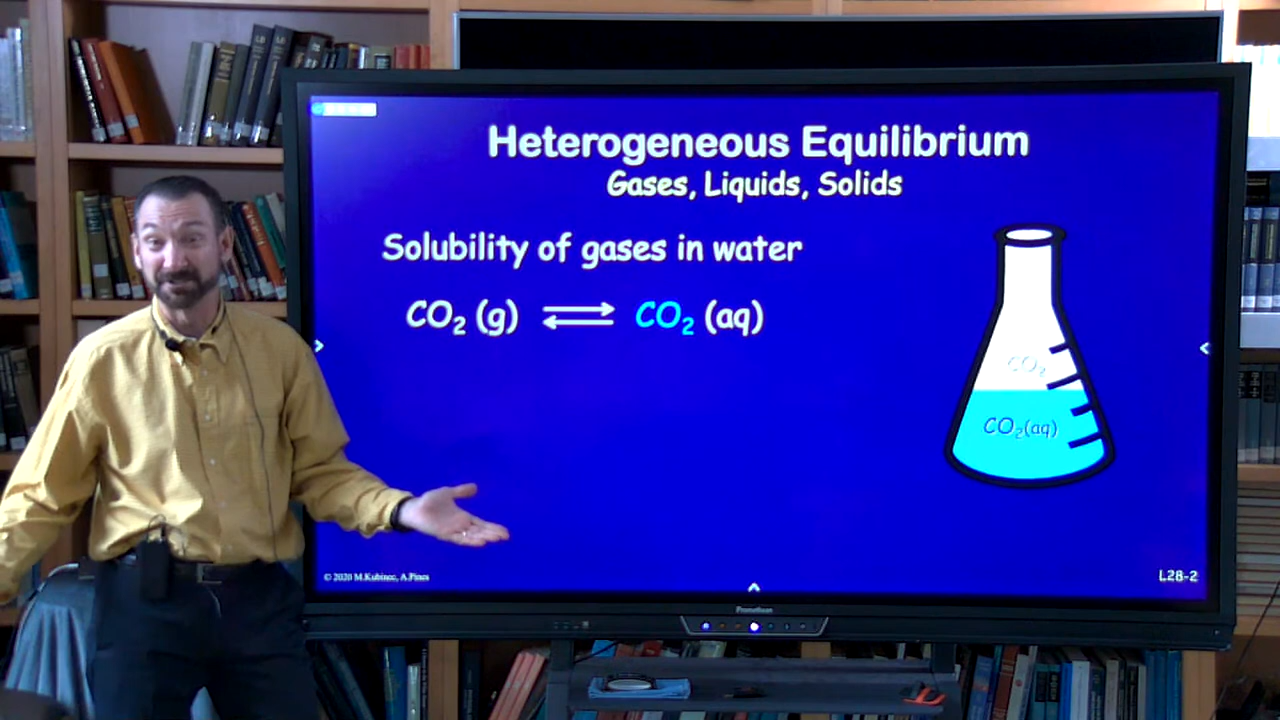 Heterogeneous Equilibrium
Gases, Liquids, Solids
Solubility of gases in water
CO₂ (g) ⇌ CO₂ (aq)
CO₂
CO₂(aq)
© 2020 M.Kubinec, A.Pines
L28-2
Promethean